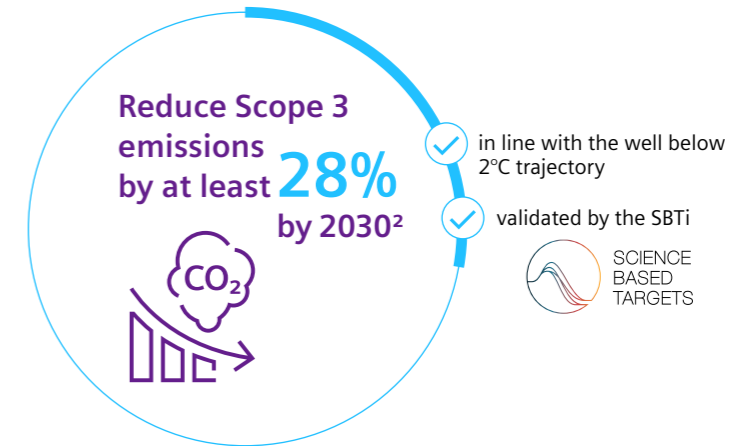 Reduce Scope 3
emissions
by at least 28%
by 2030²
CO₂
in line with the well below
2°C trajectory
validated by the SBTi
SCIENCE
BASED
TARGETS